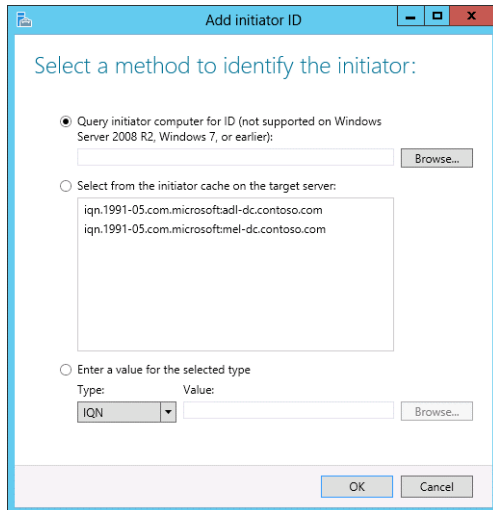 Add initiator ID
Select a method to identify the initiator:
Query initiator computer for ID (not supported on Windows
Server 2008 R2, Windows 7, or earlier):
Browse...
Select from the initiator cache on the target server:
iqn.1991-05.com.microsoft:adl-dc.contoso.com
iqn.1991-05.com.microsoft:mel-dc.contoso.com
Enter a value for the selected type
Type: Value:
IQN Browse...
OK Cancel